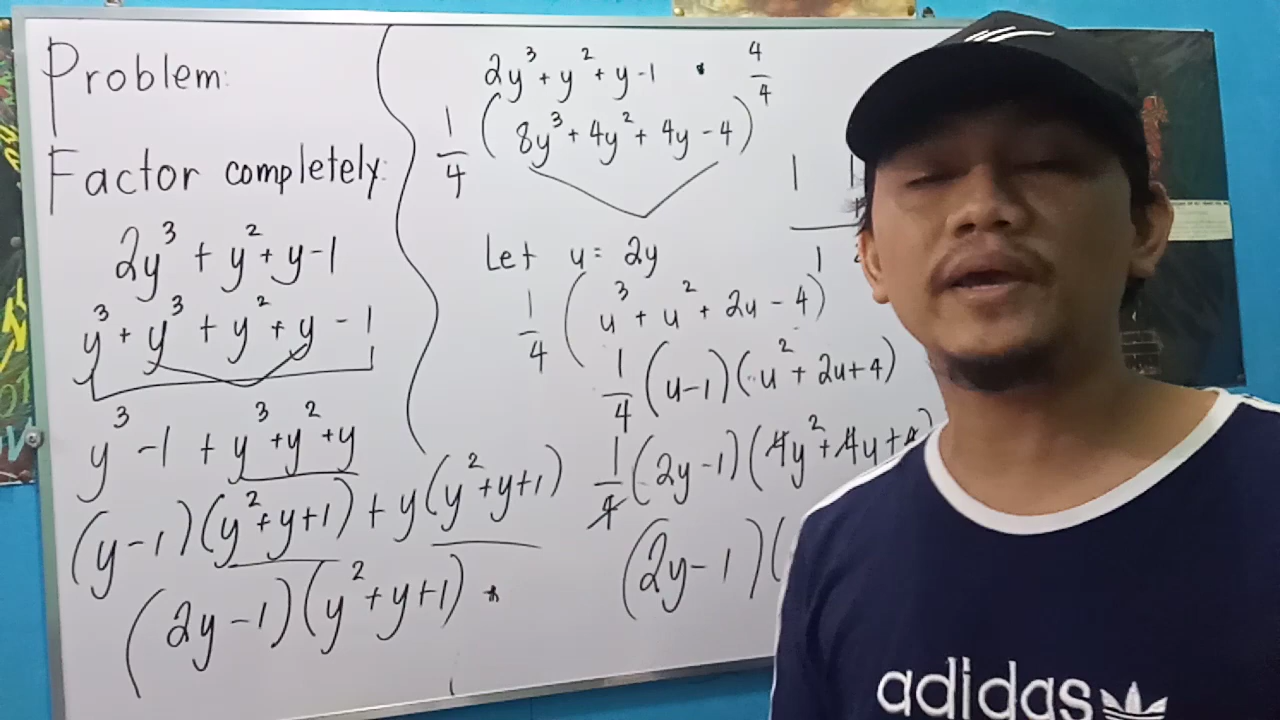 Problem:
Factor completely:
2y³ + y² + y - 1
y³ + y³ + y² + y - 1
y³ - 1 + y³ + y² + y
(y - 1)(y² + y + 1) + y(y² + y + 1)
(2y - 1)(y² + y + 1)
2y³ + y² + y - 1 · 4/4
1/4 (8y³ + 4y² + 4y - 4)
Let u = 2y
1/4 (u³ + u² + 2u - 4)
1/4 (u - 1)(u² + 2u + 4)
1/4 (2y - 1)(4y² + 4y + 4)
(2y - 1)(
1 1
1
adidas